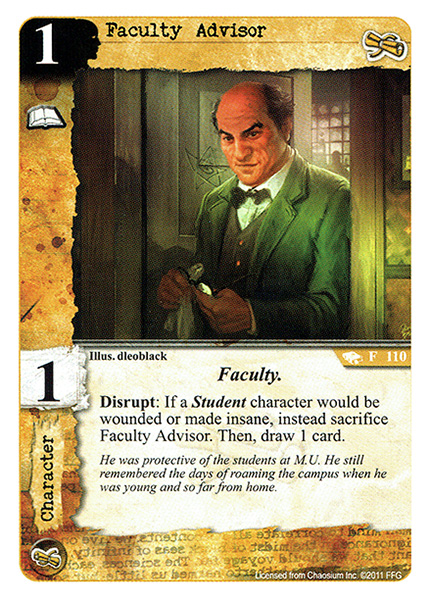 1
Faculty Advisor
Illus. dleoblack
F 110
1
Character
Faculty.
Disrupt: If a Student character would be
wounded or made insane, instead sacrifice
Faculty Advisor. Then, draw 1 card.
He was protective of the students at M.U. He still
remembered the days of roaming the campus when he
was young and so far from home.
Licensed from Chaosium Inc. ©2011 FFG